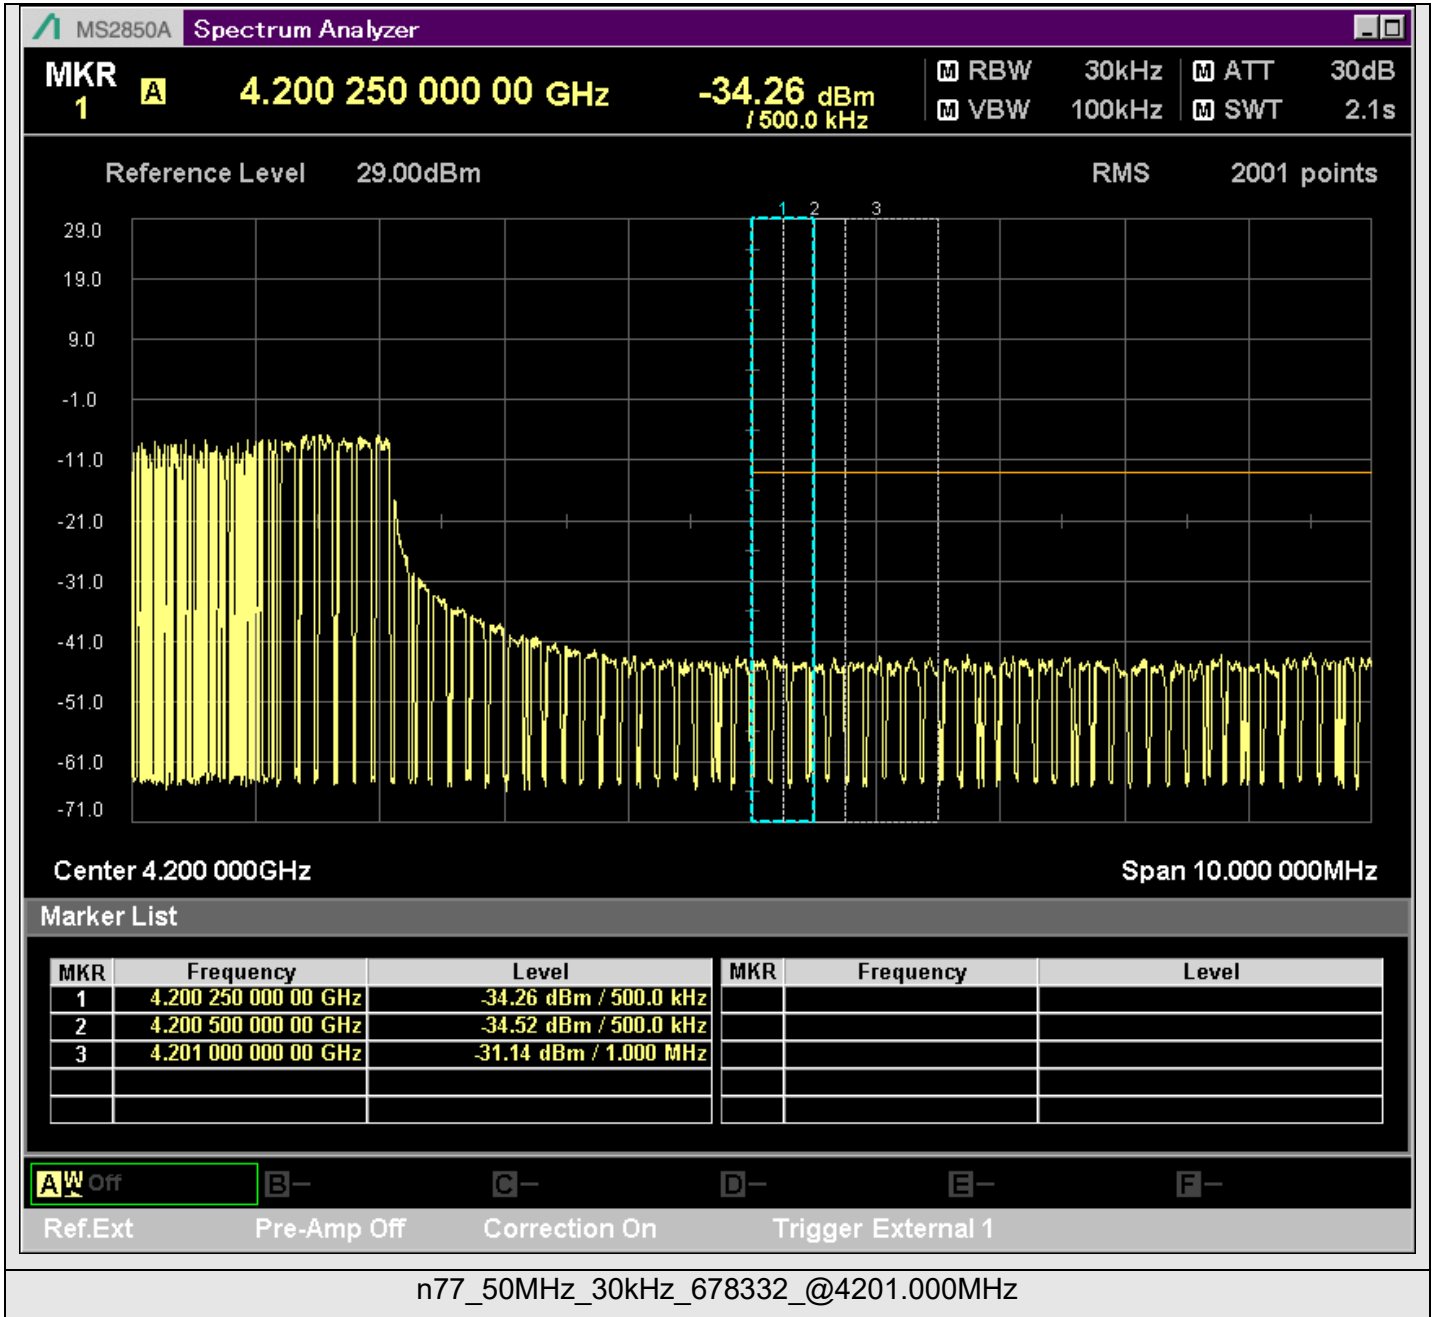 MS2850A Spectrum Analyzer
MKR 1 A 4.200 250 000 00 GHz -34.26 dBm / 500.0 kHz
M RBW 30kHz M ATT 30dB
M VBW 100kHz M SWT 2.1s
Reference Level 29.00dBm RMS 2001 points
1 2 3
29.0
19.0
9.0
-1.0
-11.0
-21.0
-31.0
-41.0
-51.0
-61.0
-71.0
Center 4.200 000GHz Span 10.000 000MHz
Marker List
MKR Frequency Level MKR Frequency Level
1 4.200 250 000 00 GHz -34.26 dBm / 500.0 kHz
2 4.200 500 000 00 GHz -34.52 dBm / 500.0 kHz
3 4.201 000 000 00 GHz -31.14 dBm / 1.000 MHz
A W Off B – C – D – E – F –
Ref.Ext Pre-Amp Off Correction On Trigger External 1
n77_50MHz_30kHz_678332_@4201.000MHz